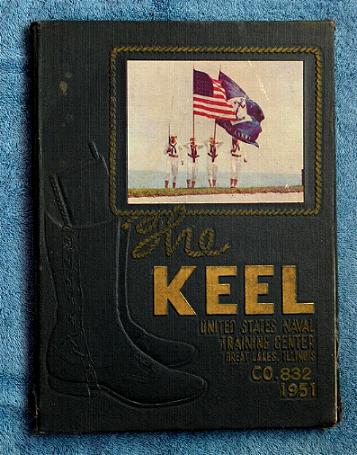 The
KEEL
UNITED STATES NAVAL
TRAINING CENTER
GREAT LAKES, ILLINOIS
CO. 832
1951